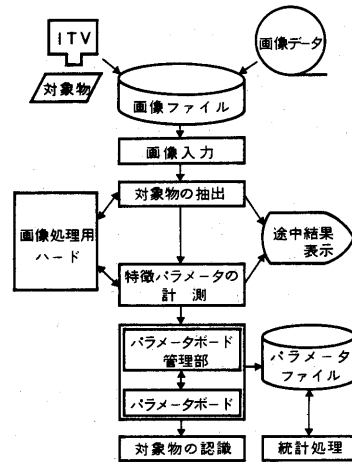 ITV
画像データ
対象物
画像ファイル
画像入力
対象物の抽出
画像処理用
ハード
途中結果
表示
特徴パラメータの
計測
パラメータボード
管理部
パラメータ
ファイル
パラメータボード
対象物の認識
統計処理